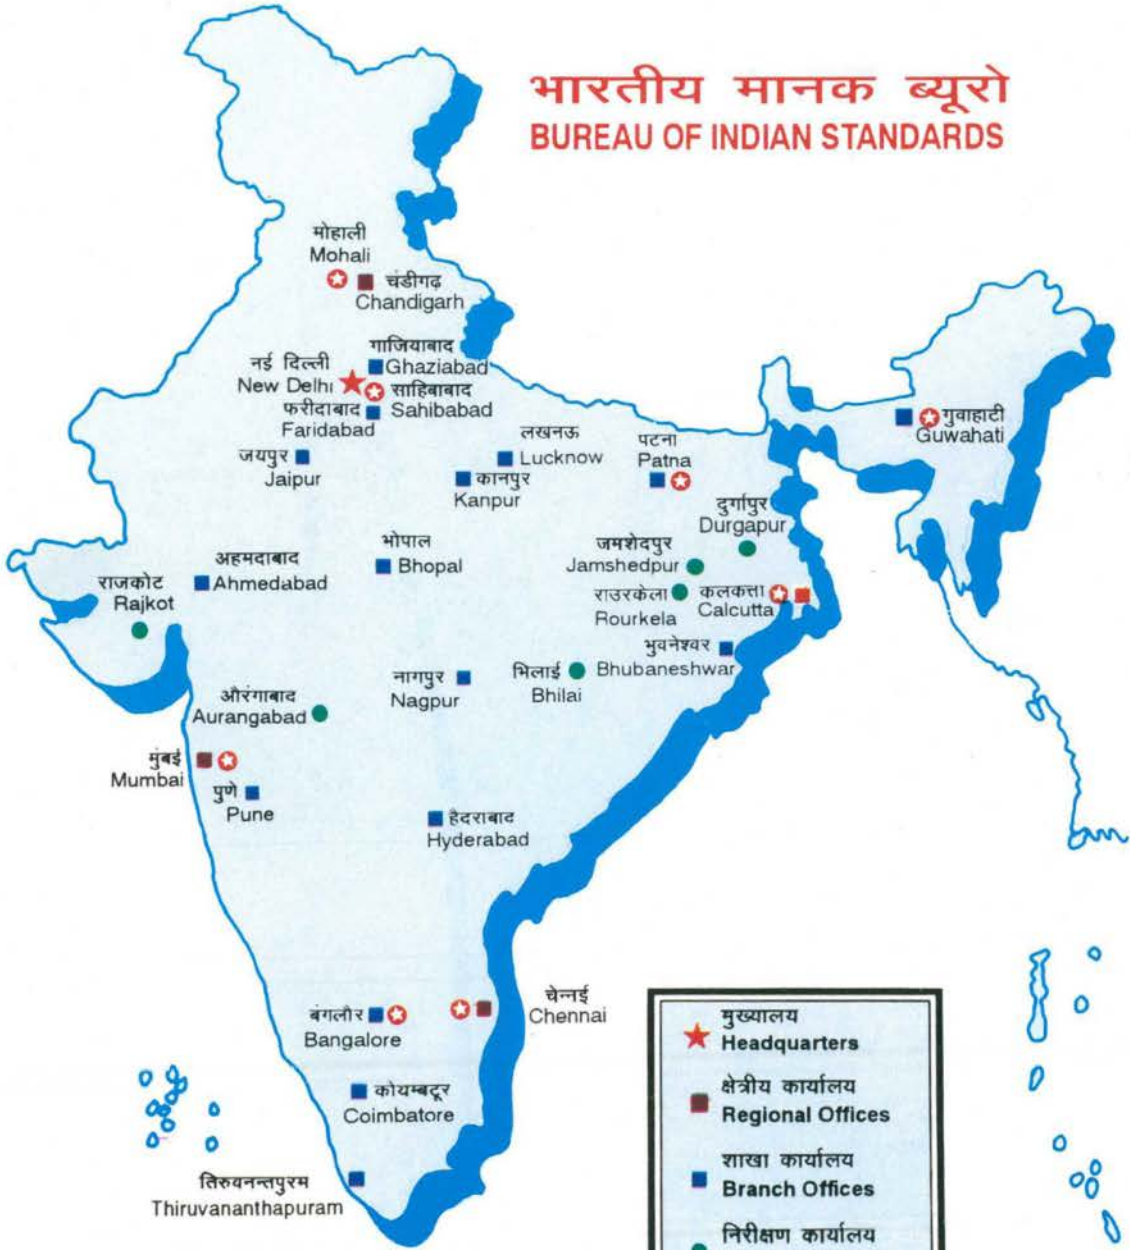 भारतीय मानक ब्यूरो
BUREAU OF INDIAN STANDARDS
मोहाली
Mohali
चंडीगढ़
Chandigarh
गाजियाबाद
Ghaziabad
नई दिल्ली
New Delhi
साहिबाबाद
Sahibabad
फरीदाबाद
Faridabad
गुवाहाटी
Guwahati
लखनऊ
Lucknow
पटना
Patna
जयपुर
Jaipur
कानपुर
Kanpur
दुर्गापुर
Durgapur
भोपाल
Bhopal
जमशेदपुर
Jamshedpur
अहमदाबाद
Ahmedabad
राजकोट
Rajkot
राउरकेला
Rourkela
कलकत्ता
Calcutta
भुवनेश्वर
Bhubaneshwar
नागपुर
Nagpur
भिलाई
Bhilai
औरंगाबाद
Aurangabad
मुंबई
Mumbai
पुणे
Pune
हैदराबाद
Hyderabad
चेन्नई
Chennai
बंगलौर
Bangalore
कोयम्बटूर
Coimbatore
तिरुवनन्तपुरम
Thiruvananthapuram
मुख्यालय
Headquarters
क्षेत्रीय कार्यालय
Regional Offices
शाखा कार्यालय
Branch Offices
निरीक्षण कार्यालय